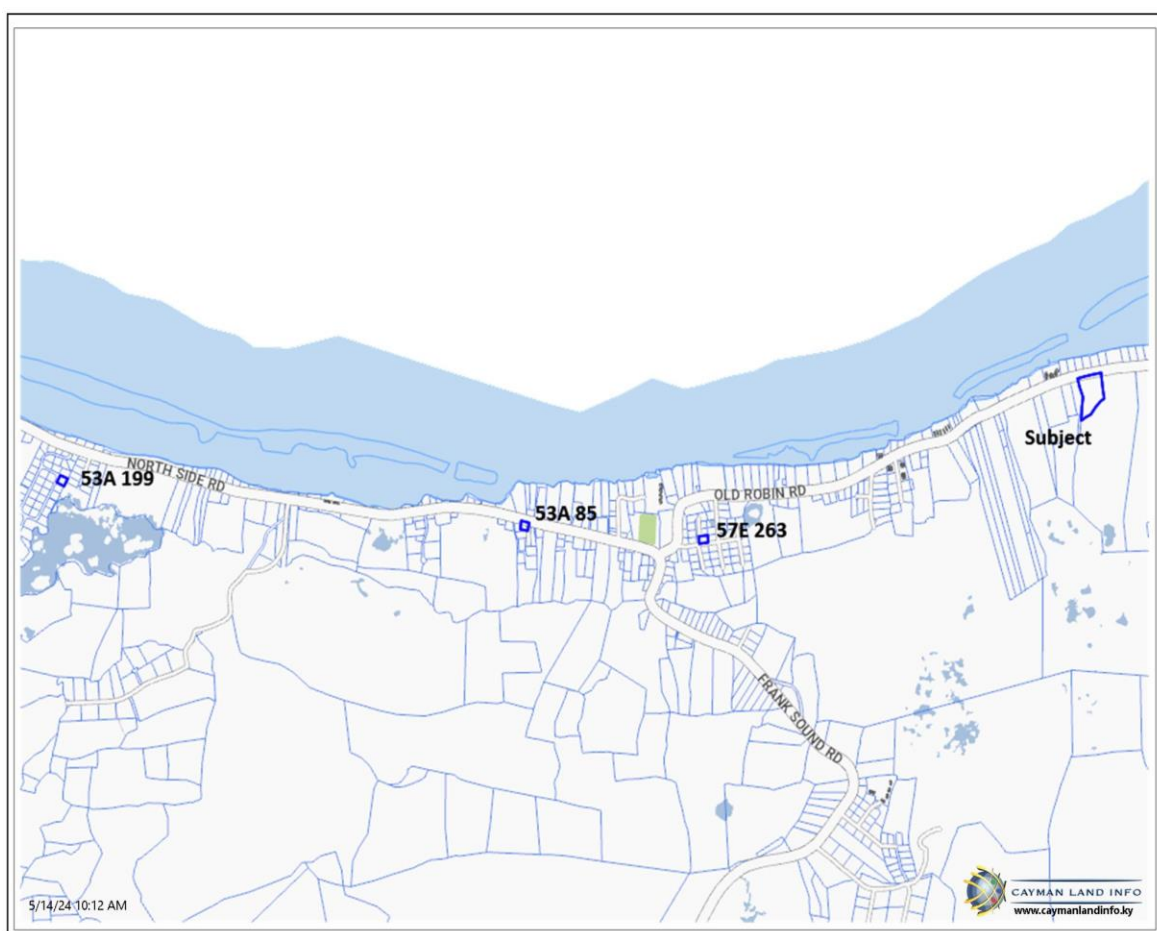 NORTH SIDE RD
53A 199
53A 85
OLD ROBIN RD
57E 263
Subject
FRANK SOUND RD
5/14/24 10:12 AM
CAYMAN LAND INFO
www.caymanlandinfo.ky